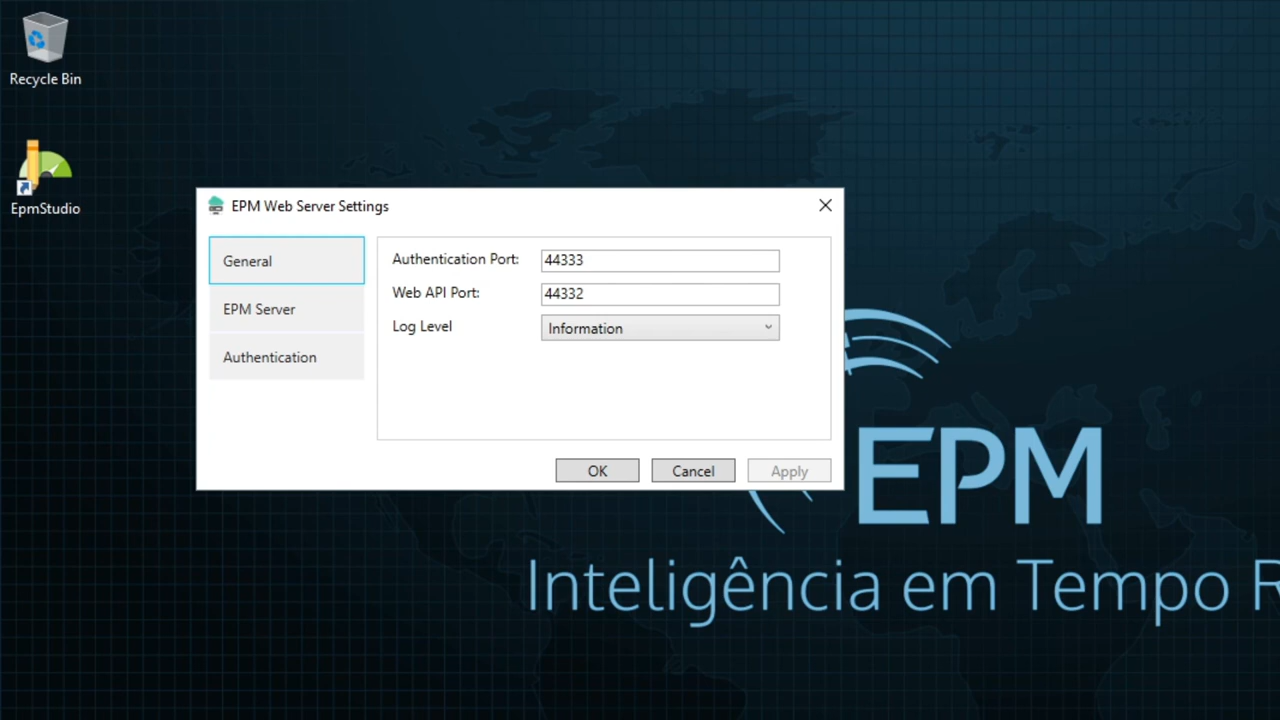 Recycle Bin
EpmStudio
EPM Web Server Settings
General
EPM Server
Authentication
Authentication Port:
44333
Web API Port:
44332
Log Level
Information
OK
Cancel
Apply
EPM
Inteligência em Tempo R